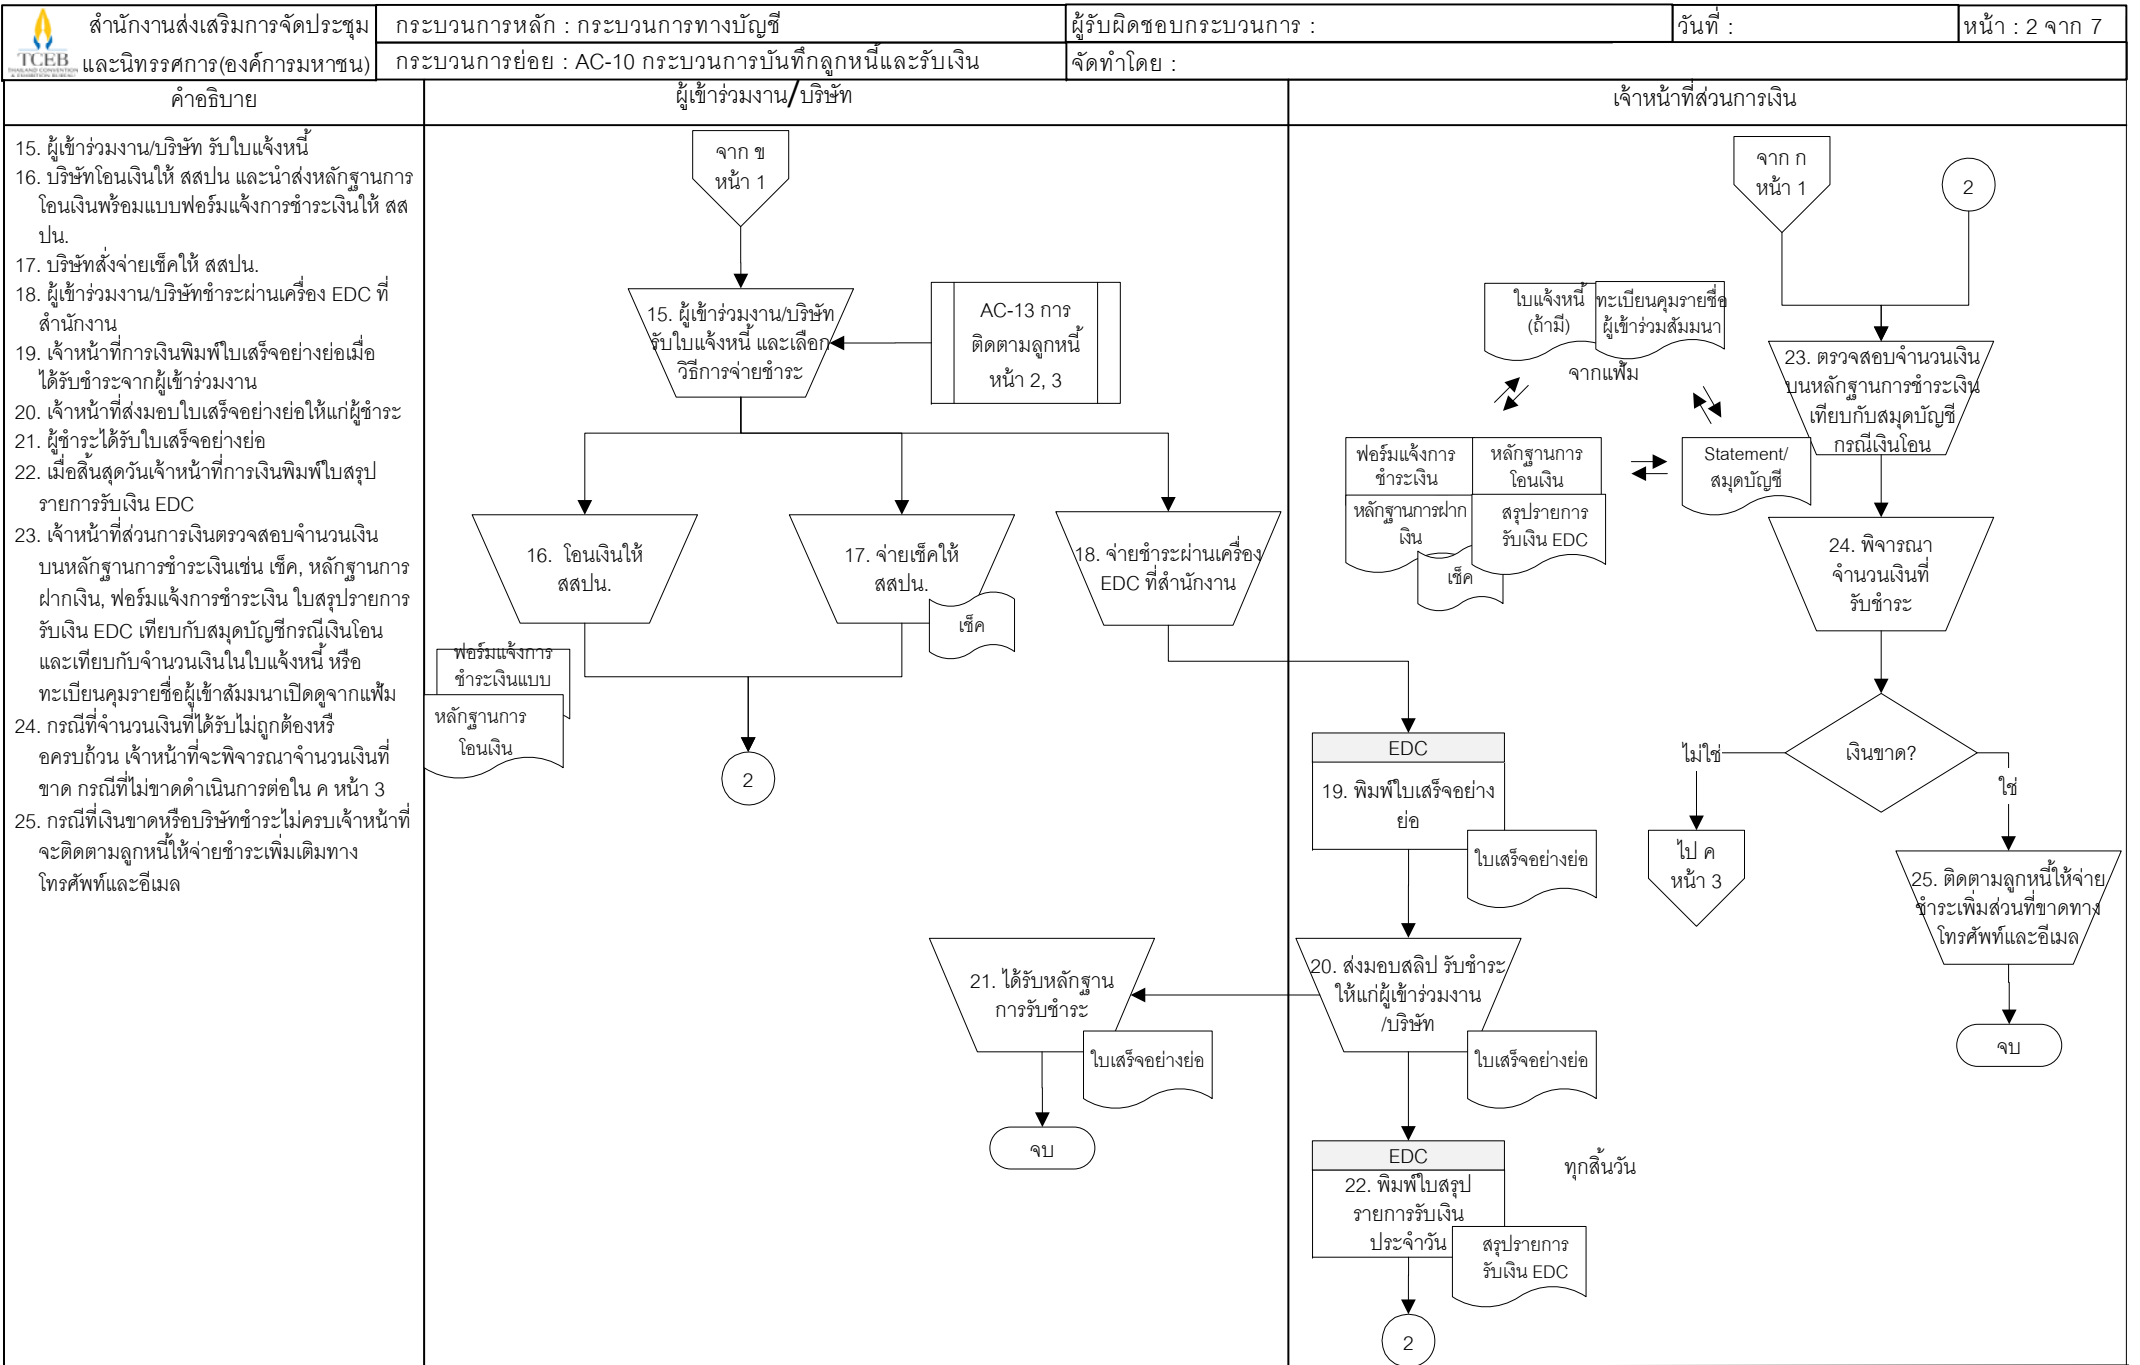 สำนักงานส่งเสริมการจัดประชุม
และนิทรรศการ(องค์การมหาชน)
TCEB
กระบวนการหลัก : กระบวนการทางบัญชี
ผู้รับผิดชอบกระบวนการ :
วันที่ :
หน้า : 2 จาก 7
กระบวนการย่อย : AC-10 กระบวนการบันทึกลูกหนี้และรับเงิน
จัดทำโดย :
คำอธิบาย
ผู้เข้าร่วมงาน/บริษัท
เจ้าหน้าที่ส่วนการเงิน
15. ผู้เข้าร่วมงาน/บริษัท รับใบแจ้งหนี้
16. บริษัทโอนเงินให้ สสปน และนำส่งหลักฐานการ
โอนเงินพร้อมแบบฟอร์มแจ้งการชำระเงินให้ สส
ปน.
17. บริษัทสั่งจ่ายเช็คให้ สสปน.
18. ผู้เข้าร่วมงาน/บริษัทชำระผ่านเครื่อง EDC ที่
สำนักงาน
19. เจ้าหน้าที่การเงินพิมพ์ใบเสร็จอย่างย่อเมื่อ
ได้รับชำระจากผู้เข้าร่วมงาน
20. เจ้าหน้าที่ส่งมอบใบเสร็จอย่างย่อให้แก่ผู้ชำระ
21. ผู้ชำระได้รับใบเสร็จอย่างย่อ
22. เมื่อสิ้นสุดวันเจ้าหน้าที่การเงินพิมพ์ใบสรุป
รายการรับเงิน EDC
23. เจ้าหน้าที่ส่วนการเงินตรวจสอบจำนวนเงิน
บนหลักฐานการชำระเงินเช่น เช็ค, หลักฐานการ
ฝากเงิน, ฟอร์มแจ้งการชำระเงิน ใบสรุปรายการ
รับเงิน EDC เทียบกับสมุดบัญชีกรณีเงินโอน
และเทียบกับจำนวนเงินในใบแจ้งหนี้ หรือ
ทะเบียนคุมรายชื่อผู้เข้าสัมมนาเปิดดูจากแฟ้ม
24. กรณีที่จำนวนเงินที่ได้รับไม่ถูกต้องหรื
อครบถ้วน เจ้าหน้าที่จะพิจารณาจำนวนเงินที่
ขาด กรณีที่ไม่ขาดดำเนินการต่อใน ค หน้า 3
25. กรณีที่เงินขาดหรือบริษัทชำระไม่ครบเจ้าหน้าที่
จะติดตามลูกหนี้ให้จ่ายชำระเพิ่มเติมทาง
โทรศัพท์และอีเมล
จาก ข
หน้า 1
15. ผู้เข้าร่วมงาน/บริษัท
รับใบแจ้งหนี้ และเลือก
วิธีการจ่ายชำระ
AC-13 การ
ติดตามลูกหนี้
หน้า 2, 3
16. โอนเงินให้
สสปน.
17. จ่ายเช็คให้
สสปน.
เช็ค
18. จ่ายชำระผ่านเครื่อง
EDC ที่สำนักงาน
ฟอร์มแจ้งการ
ชำระเงินแบบ
หลักฐานการ
โอนเงิน
2
21. ได้รับหลักฐาน
การรับชำระ
ใบเสร็จอย่างย่อ
จบ
จาก ก
หน้า 1
2
ใบแจ้งหนี้
(ถ้ามี)
ทะเบียนคุมรายชื่อ
ผู้เข้าร่วมสัมมนา
จากแฟ้ม
23. ตรวจสอบจำนวนเงิน
บนหลักฐานการชำระเงิน
เทียบกับสมุดบัญชี
กรณีเงินโอน
ฟอร์มแจ้งการ
ชำระเงิน
หลักฐานการ
โอนเงิน
หลักฐานการฝาก
เงิน
สรุปรายการ
รับเงิน EDC
เช็ค
Statement/
สมุดบัญชี
24. พิจารณา
จำนวนเงินที่
รับชำระ
เงินขาด?
ไม่ใช่
ใช่
ไป ค
หน้า 3
25. ติดตามลูกหนี้ให้จ่าย
ชำระเพิ่มส่วนที่ขาดทาง
โทรศัพท์และอีเมล
จบ
EDC
19. พิมพ์ใบเสร็จอย่าง
ย่อ
ใบเสร็จอย่างย่อ
20. ส่งมอบสลิป รับชำระ
ให้แก่ผู้เข้าร่วมงาน
/บริษัท
ใบเสร็จอย่างย่อ
EDC
22. พิมพ์ใบสรุป
รายการรับเงิน
ประจำวัน
ทุกสิ้นวัน
สรุปรายการ
รับเงิน EDC
2